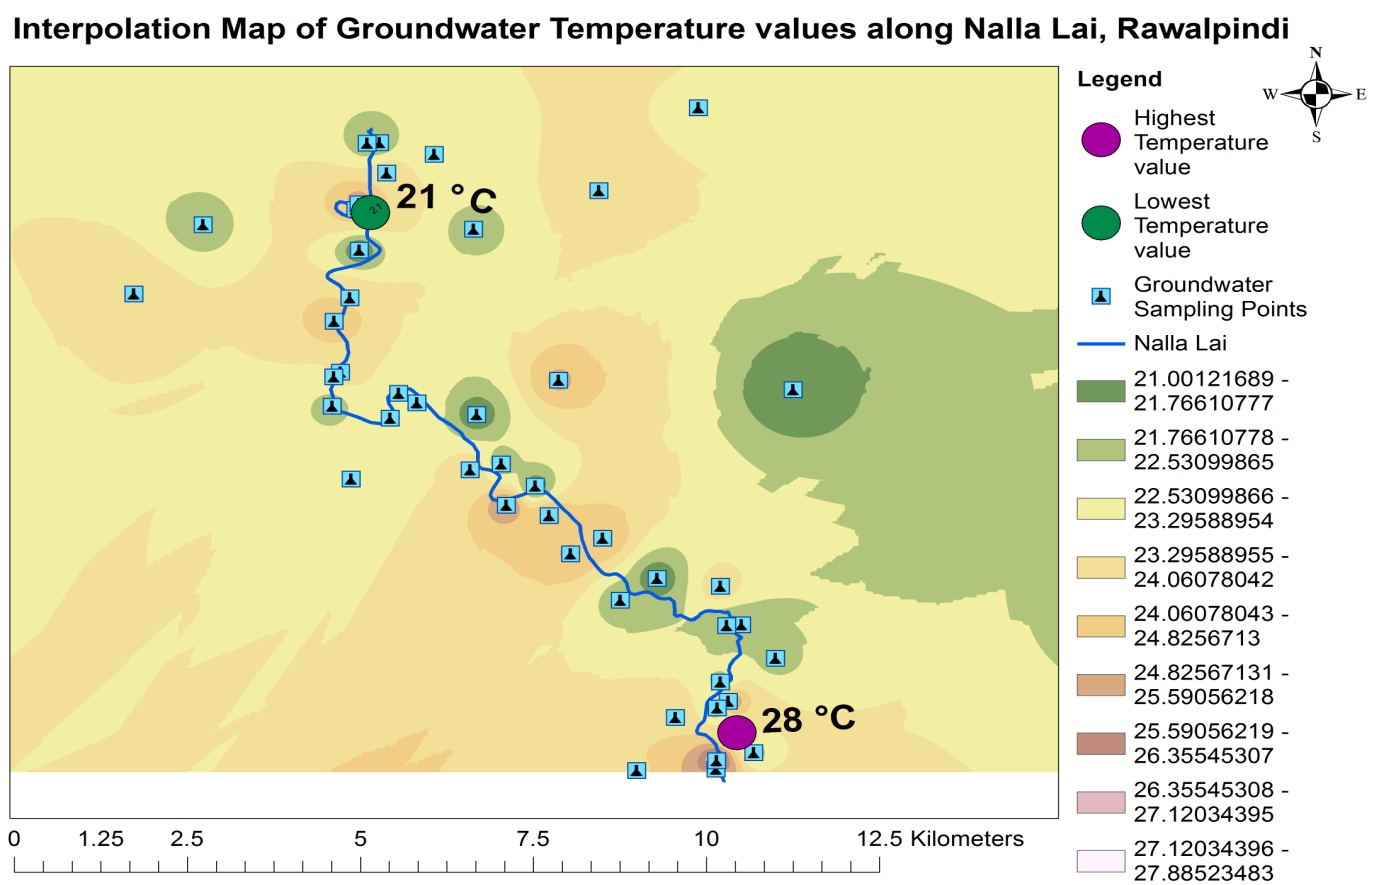 Interpolation Map of Groundwater Temperature values along Nalla Lai, Rawalpindi
N
W
E
S
Legend
Highest
Temperature
value
Lowest
Temperature
value
Groundwater
Sampling Points
Nalla Lai
21.00121689 -
21.76610777
21.76610778 -
22.53099865
22.53099866 -
23.29588954
23.29588955 -
24.06078042
24.06078043 -
24.8256713
24.82567131 -
25.59056218
25.59056219 -
26.35545307
26.35545308 -
27.12034395
27.12034396 -
27.88523483
21 °C
21
28 °C
0 1.25 2.5 5 7.5 10 12.5 Kilometers